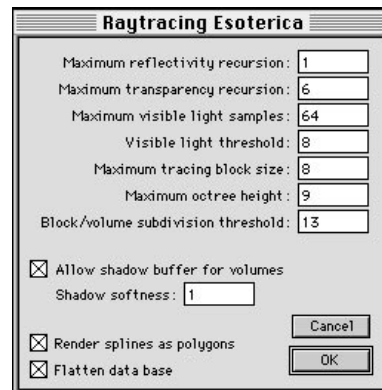 Raytracing Esoterica
Maximum reflectivity recursion: 1
Maximum transparency recursion: 6
Maximum visible light samples: 64
Visible light threshold: 8
Maximum tracing block size: 8
Maximum octree height: 9
Block/volume subdivision threshold: 13
Allow shadow buffer for volumes
Shadow softness: 1
Cancel
Render splines as polygons
OK
Flatten data base